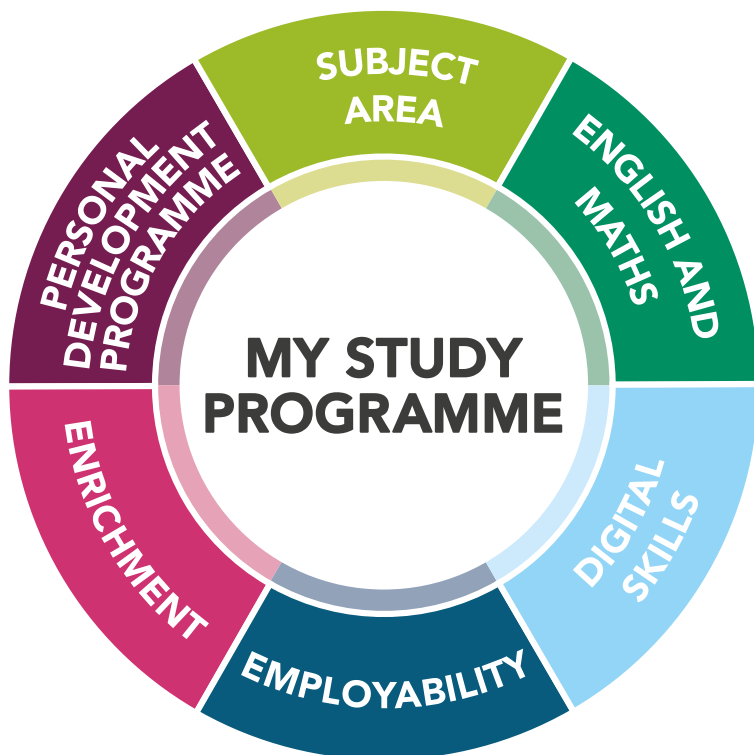 SUBJECT
AREA
ENGLISH AND
MATHS
DIGITAL
SKILLS
EMPLOYABILITY
ENRICHMENT
PERSONAL
DEVELOPMENT
PROGRAMME
MY STUDY
PROGRAMME